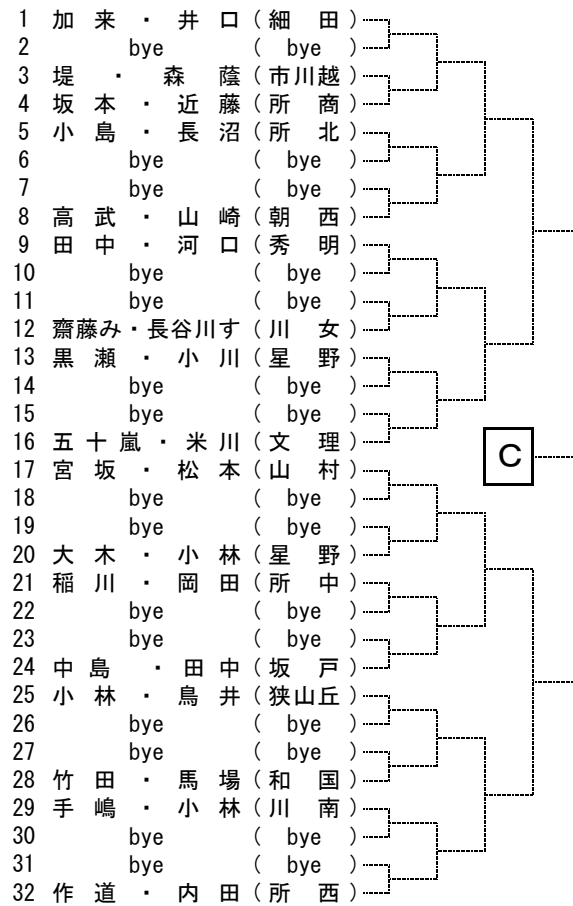 1 加来・井口(細田)
2 bye ( bye )
3 堤・森蔭(市川越)
4 坂本・近藤(所商)
5 小島・長沼(所北)
6 bye ( bye )
7 bye ( bye )
8 高武・山崎(朝西)
9 田中・河口(秀明)
10 bye ( bye )
11 bye ( bye )
12 齋藤み・長谷川す(川女)
13 黒瀬・小川(星野)
14 bye ( bye )
15 bye ( bye )
16 五十嵐・米川(文理)
C
17 宮坂・松本(山村)
18 bye ( bye )
19 bye ( bye )
20 大木・小林(星野)
21 稲川・岡田(所中)
22 bye ( bye )
23 bye ( bye )
24 中島・田中(坂戸)
25 小林・鳥井(狭山丘)
26 bye ( bye )
27 bye ( bye )
28 竹田・馬場(和国)
29 手嶋・小林(川南)
30 bye ( bye )
31 bye ( bye )
32 作道・内田(所西)